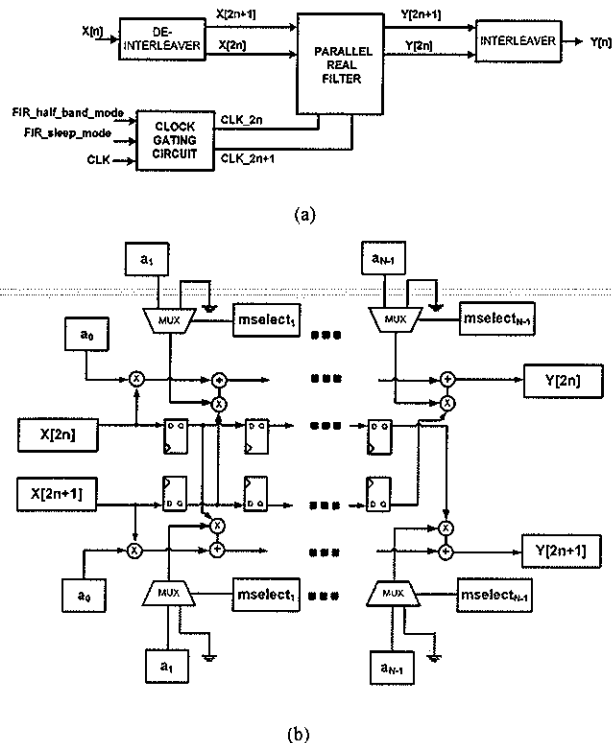 X[n]
DE-
INTERLEAVER
X[2n+1]
X[2n]
PARALLEL
REAL
FILTER
Y[2n+1]
Y[2n]
INTERLEAVER
Y[n]
FIR_half_band_mode
FIR_sleep_mode
CLK
CLOCK
GATING
CIRCUIT
CLK_2n
CLK_2n+1
(a)
a1
aN-1
MUX
mselect1
MUX
mselectN-1
a0
X
+
+
Y[2n]
X
X
X[2n]
D Q
D Q
D Q
X[2n+1]
D Q
D Q
D Q
X
X
X
+
+
Y[2n+1]
a0
MUX
mselect1
MUX
mselectN-1
a1
aN-1
(b)